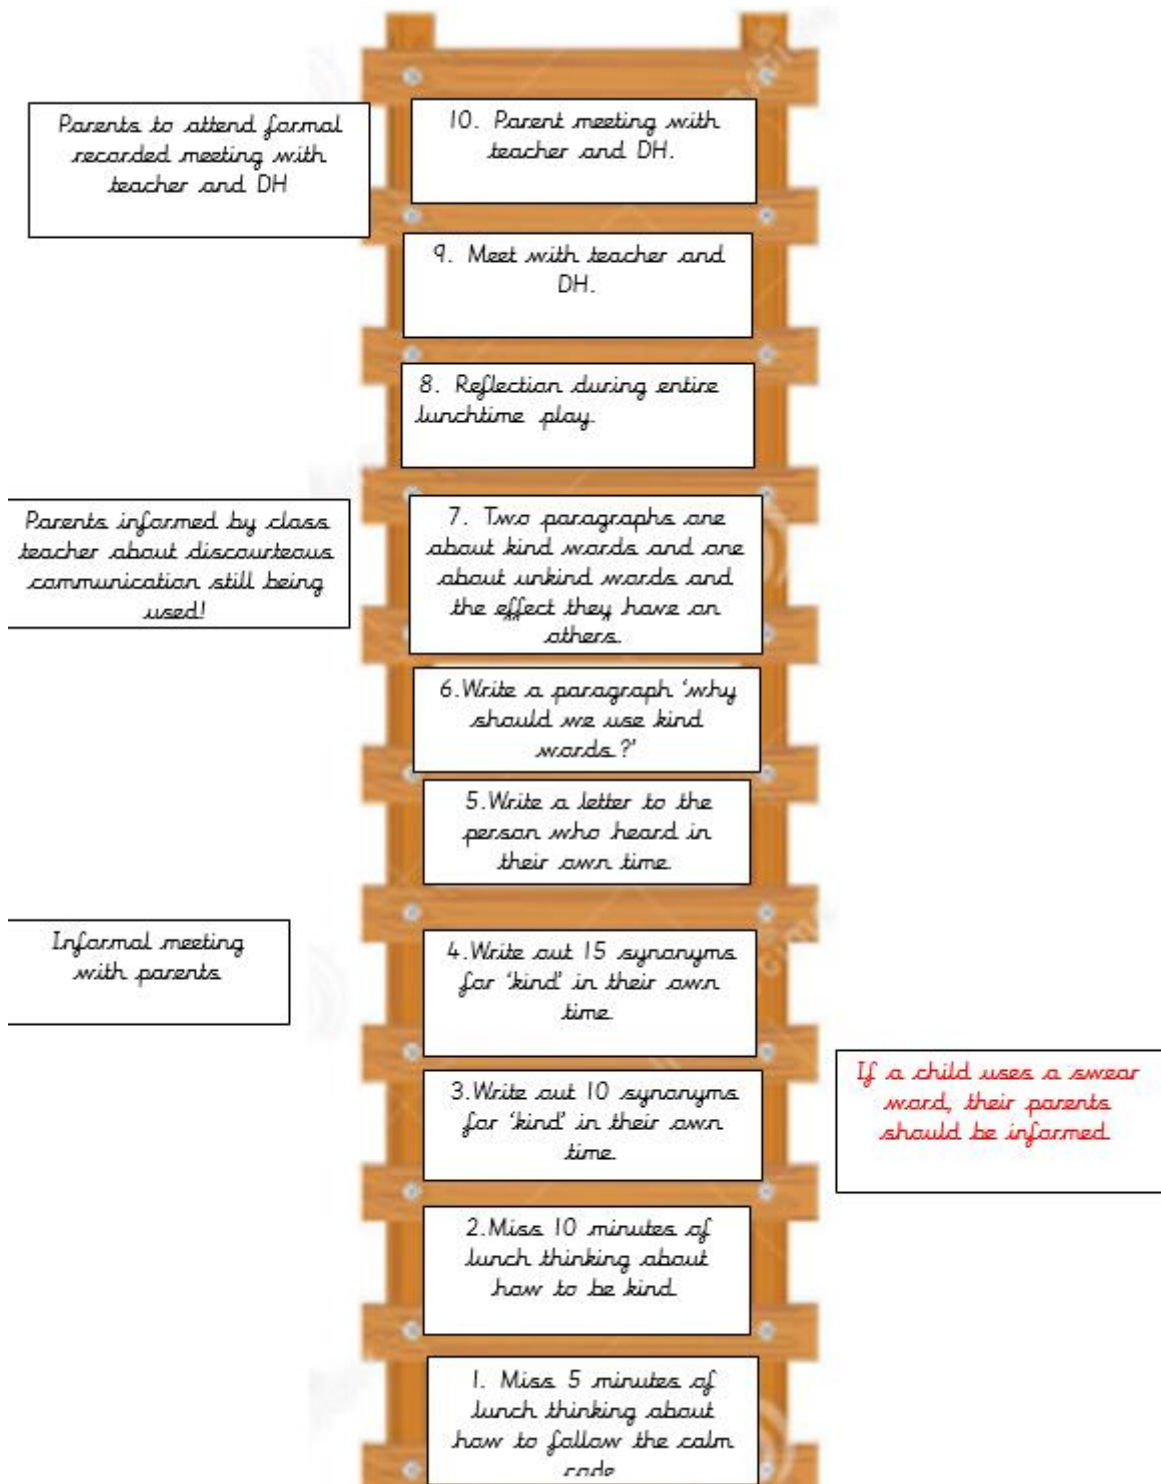 Parents to attend formal
recorded meeting with
teacher and DH
10. Parent meeting with
teacher and DH.
9. Meet with teacher and
DH.
8. Reflection during entire
lunchtime play.
Parents informed by class
teacher about discourteous
communication still being
used!
7. Two paragraphs one
about kind words and one
about unkind words and
the effect they have on
others.
6.Write a paragraph ‘why
should we use kind
words?’
5.Write a letter to the
person who heard in
their own time.
Informal meeting
with parents
4.Write out 15 synonyms
for ‘kind’ in their own
time.
If a child uses a swear
word, their parents
should be informed.
3.Write out 10 synonyms
for ‘kind’ in their own
time.
2.Miss 10 minutes of
lunch thinking about
how to be kind.
1. Miss 5 minutes of
lunch thinking about
how to follow the calm
code